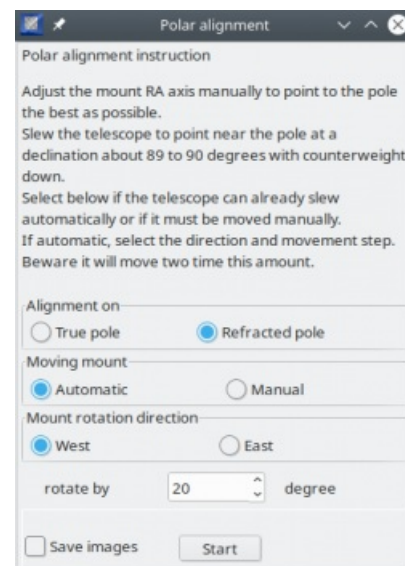 Polar alignment
Polar alignment instruction
Adjust the mount RA axis manually to point to the pole
the best as possible.
Slew the telescope to point near the pole at a
declination about 89 to 90 degrees with counterweight
down.
Select below if the telescope can already slew
automatically or if it must be moved manually.
If automatic, select the direction and movement step.
Beware it will move two time this amount.
Alignment on
True pole Refracted pole
Moving mount
Automatic Manual
Mount rotation direction
West East
rotate by 20 degree
Save images Start